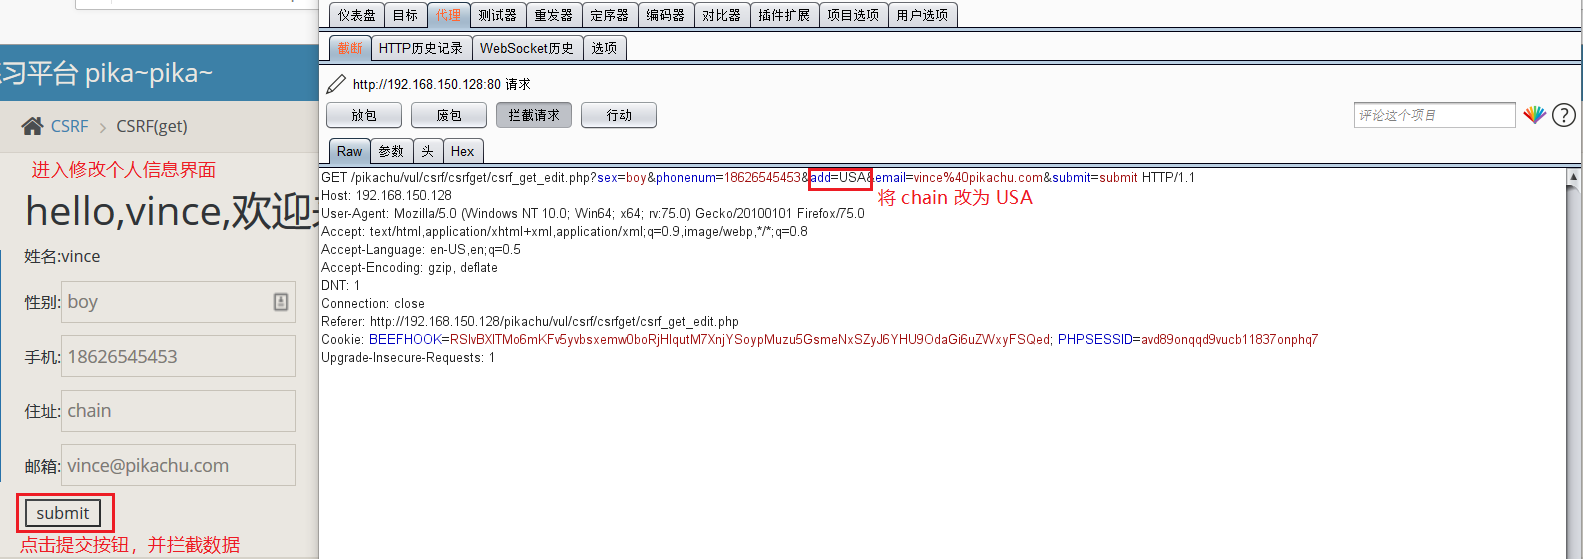 仪表盘 目标 代理 测试器 重发器 定序器 编码器 对比器 插件扩展 项目选项 用户选项
截断 HTTP历史记录 WebSocket历史 选项
http://192.168.150.128:80 请求
放包 废包 拦截请求 行动 评论这个项目 ?
Raw 参数 头 Hex
GET /pikachu/vul/csrf/csrfget/csrf_get_edit.php?sex=boy&phonenum=18626545453&add=USA&email=vince%40pikachu.com&submit=submit HTTP/1.1
将 chain 改为 USA
Host: 192.168.150.128
User-Agent: Mozilla/5.0 (Windows NT 10.0; Win64; x64; rv:75.0) Gecko/20100101 Firefox/75.0
Accept: text/html,application/xhtml+xml,application/xml;q=0.9,image/webp,*/*;q=0.8
Accept-Language: en-US,en;q=0.5
Accept-Encoding: gzip, deflate
DNT: 1
Connection: close
Referer: http://192.168.150.128/pikachu/vul/csrf/csrfget/csrf_get_edit.php
Cookie: BEEFHOOK=RSlvBXlTMo6mKFv5yvbsxemw0boRjHlqutM7XnjYSoypMuzu5GsmeNxSZyJ6YHU9OdaGi6uZWxyFSQed; PHPSESSID=avd89onqqd9vucb11837onphq7
Upgrade-Insecure-Requests: 1
习平台 pika~pika~
CSRF > CSRF(get)
进入修改个人信息界面
hello,vince,欢迎
姓名:vince
性别: boy
手机: 18626545453
住址: chain
邮箱: vince@pikachu.com
submit
点击提交按钮，并拦截数据